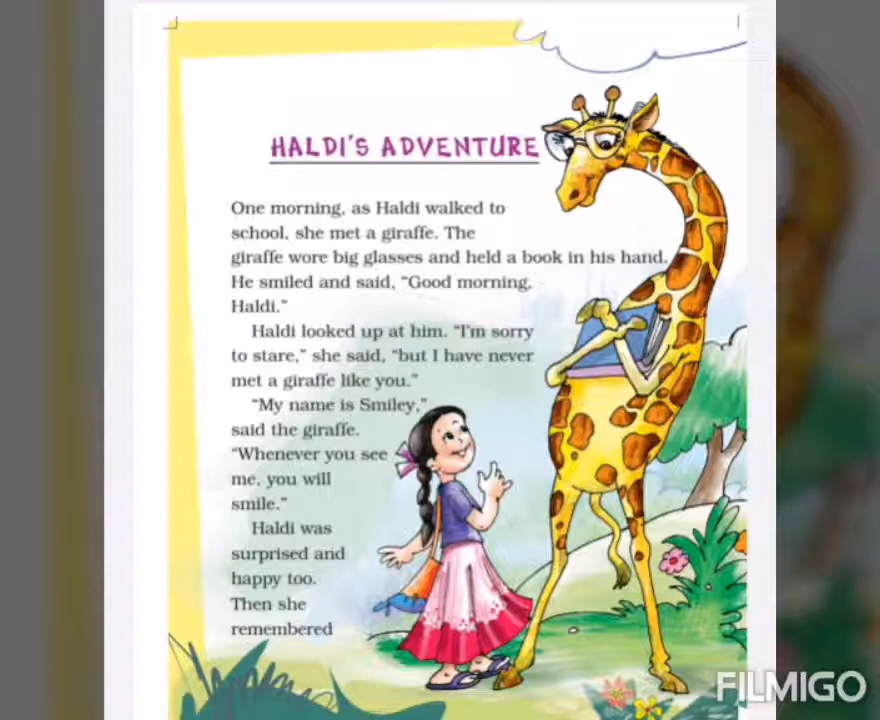 HALDI'S ADVENTURE
One morning, as Haldi walked to
school, she met a giraffe. The
giraffe wore big glasses and held a book in his hand.
He smiled and said, “Good morning,
Haldi.”
Haldi looked up at him. “I'm sorry
to stare,” she said, “but I have never
met a giraffe like you.”
“My name is Smiley,”
said the giraffe.
“Whenever you see
me, you will
smile.”
Haldi was
surprised and
happy too.
Then she
remembered
FILMIGO